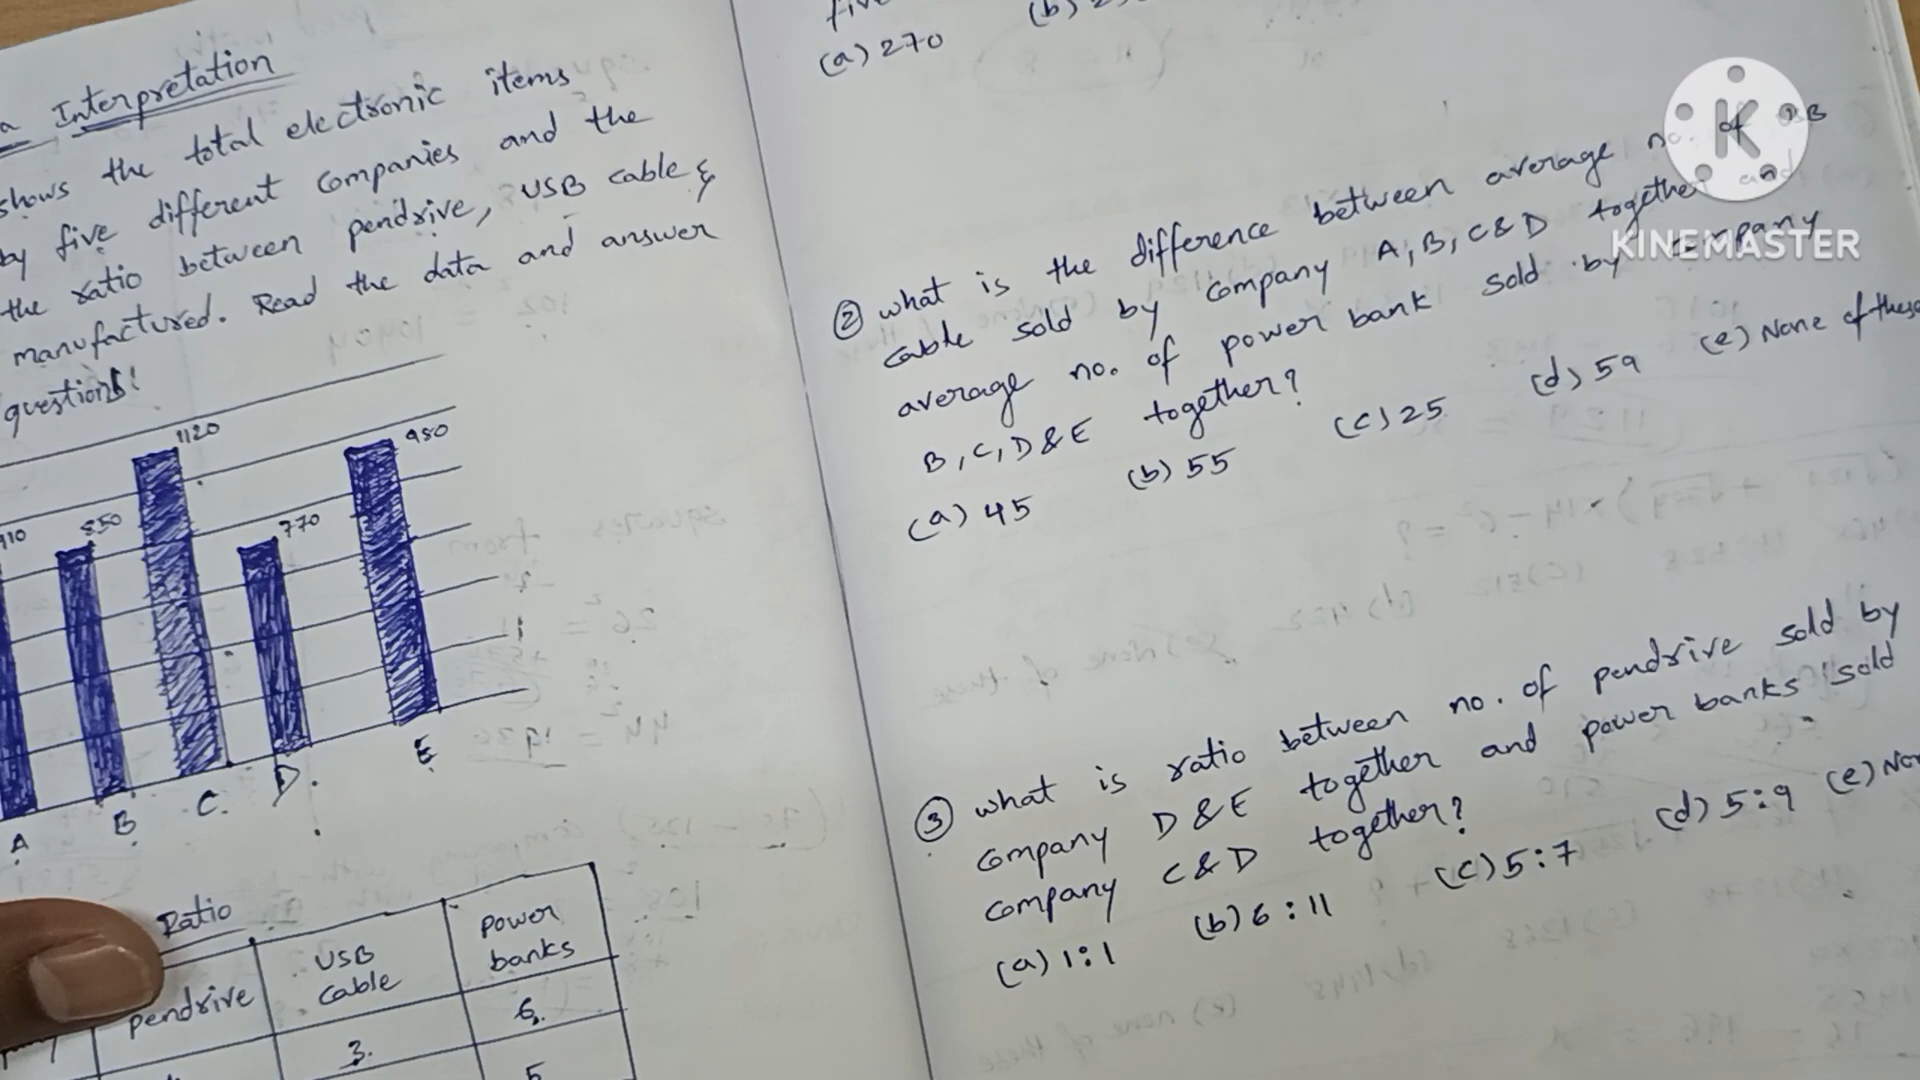 a Interpretation
shows the total electronic items
by five different companies and the
the ratio between pendrive, USB cable &
manufactured. Read the data and answer
questions!
1120
980
850
770
A
B
C.
D.
E
Ratio
pendrive
USB
cable
power
banks
3.
6.
5
(a) 270
(b)
② what is the difference between average no. of USB
cable sold by company A, B, C & D together and
average no. of power bank sold by company
B, C, D & E together?
(a) 45 (b) 55 (c) 25 (d) 59 (e) None of these
③ what is ratio between no. of pendrive sold by
company D & E together and power banks sold
company C & D together?
(a) 1:1 (b) 6:11 (c) 5:7 (d) 5:9 (e) Non
K
KINEMASTER